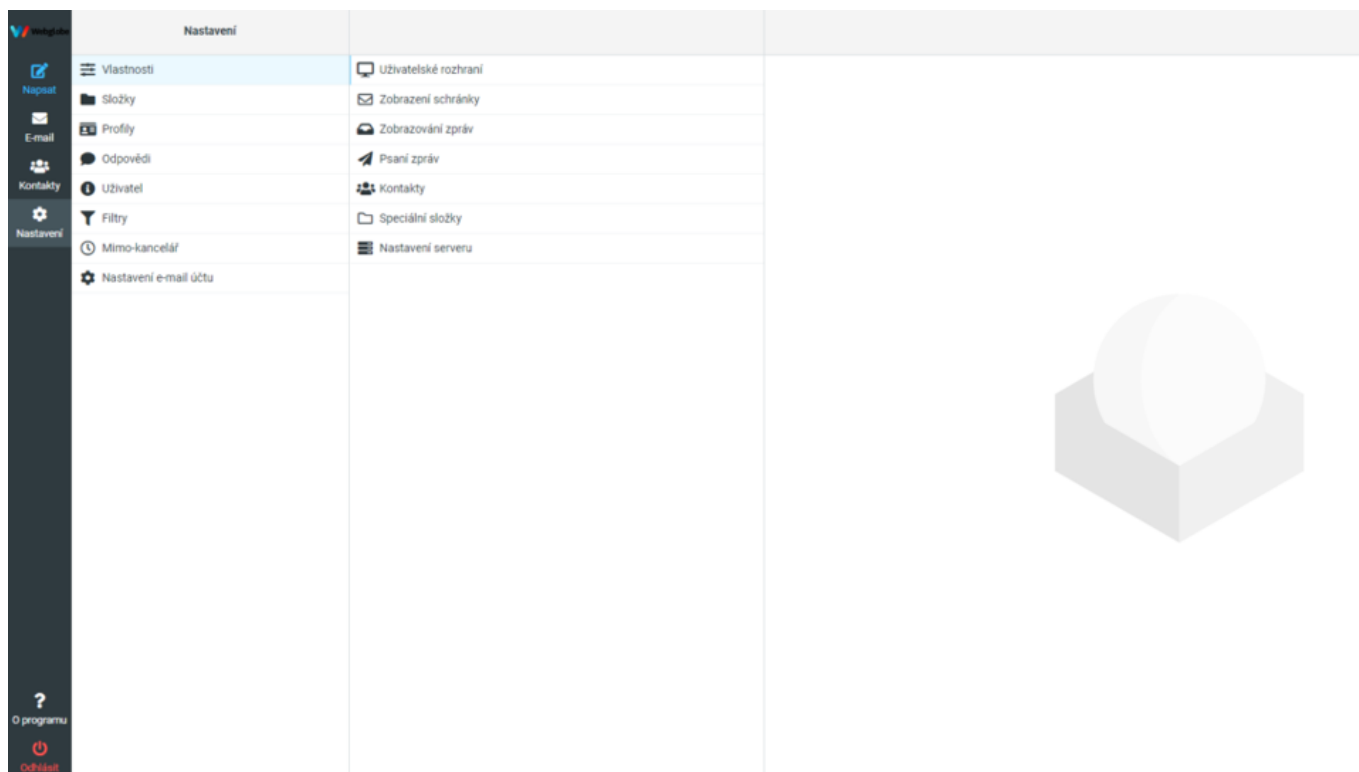 Webglobe
Napsat
E-mail
Kontakty
Nastavení
O programu
Odhlásit
Nastavení
Vlastnosti
Složky
Profily
Odpovědi
Uživatel
Filtry
Mimo-kancelář
Nastavení e-mail účtu
Uživatelské rozhraní
Zobrazení schránky
Zobrazování zpráv
Psaní zpráv
Kontakty
Speciální složky
Nastavení serveru